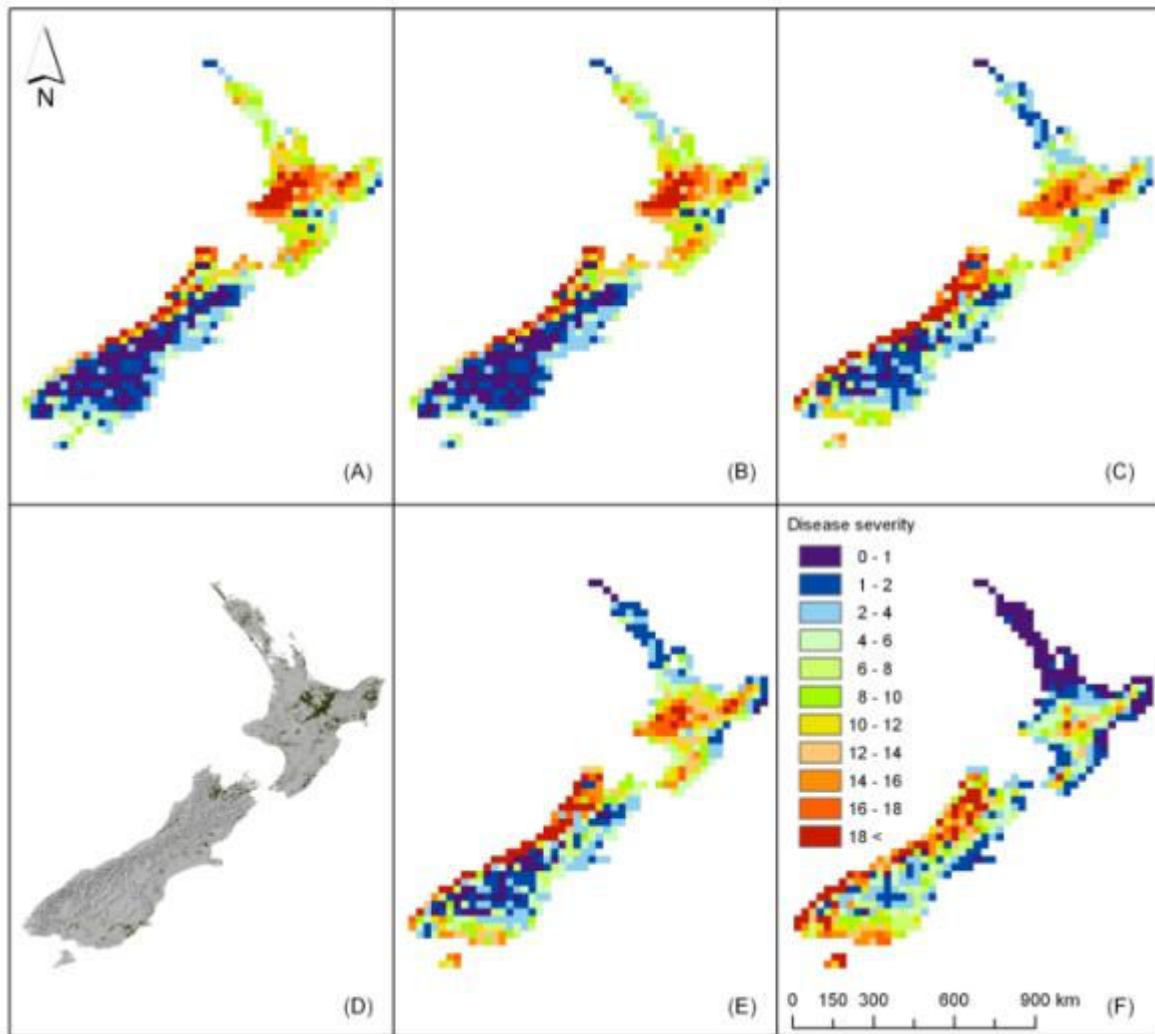 N
(A)
(B)
(C)
(D)
(E)
Disease severity
0 - 1
1 - 2
2 - 4
4 - 6
6 - 8
8 - 10
10 - 12
12 - 14
14 - 16
16 - 18
18 <
0 150 300 600 900 km
(F)